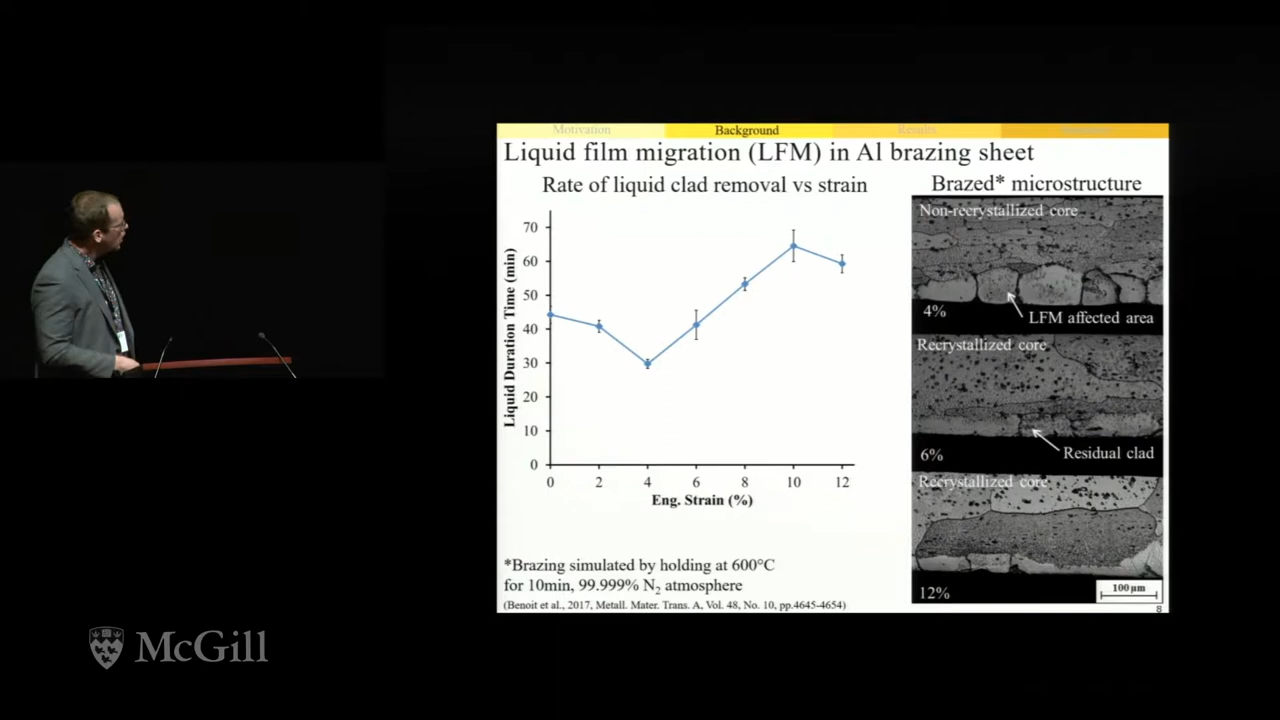 Motivation
Background
Results
Liquid film migration (LFM) in Al brazing sheet
Rate of liquid clad removal vs strain
Brazed* microstructure
Liquid Duration Time (min)
70
60
50
40
30
20
10
0
0 2 4 6 8 10 12
Eng. Strain (%)
Non-recrystallized core
4%
LFM affected area
Recrystallized core
6%
Residual clad
Recrystallized core
12%
100 µm
*Brazing simulated by holding at 600°C
for 10min, 99.999% N₂ atmosphere
(Benoit et al., 2017, Metall. Mater. Trans. A, Vol. 48, No. 10, pp.4645-4654)
8
McGill